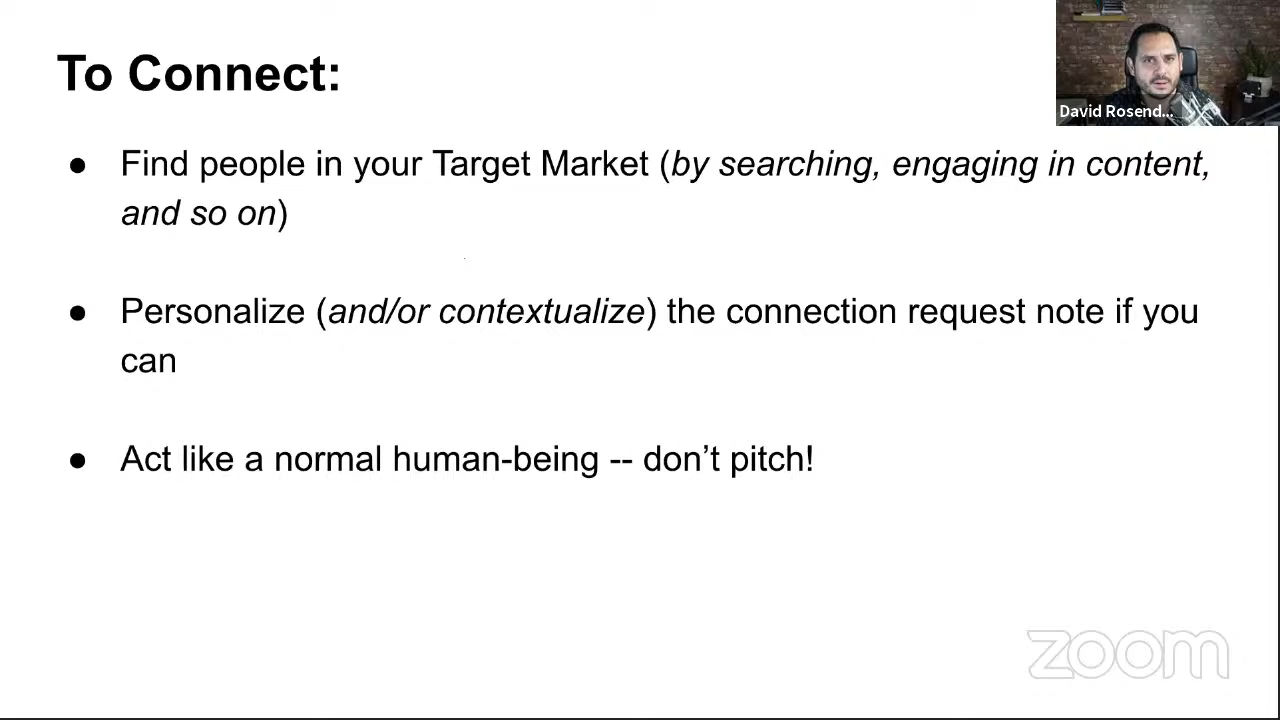 To Connect:
David Rosend...
● Find people in your Target Market (by searching, engaging in content,
and so on)
● Personalize (and/or contextualize) the connection request note if you
can
● Act like a normal human-being -- don’t pitch!
zoom